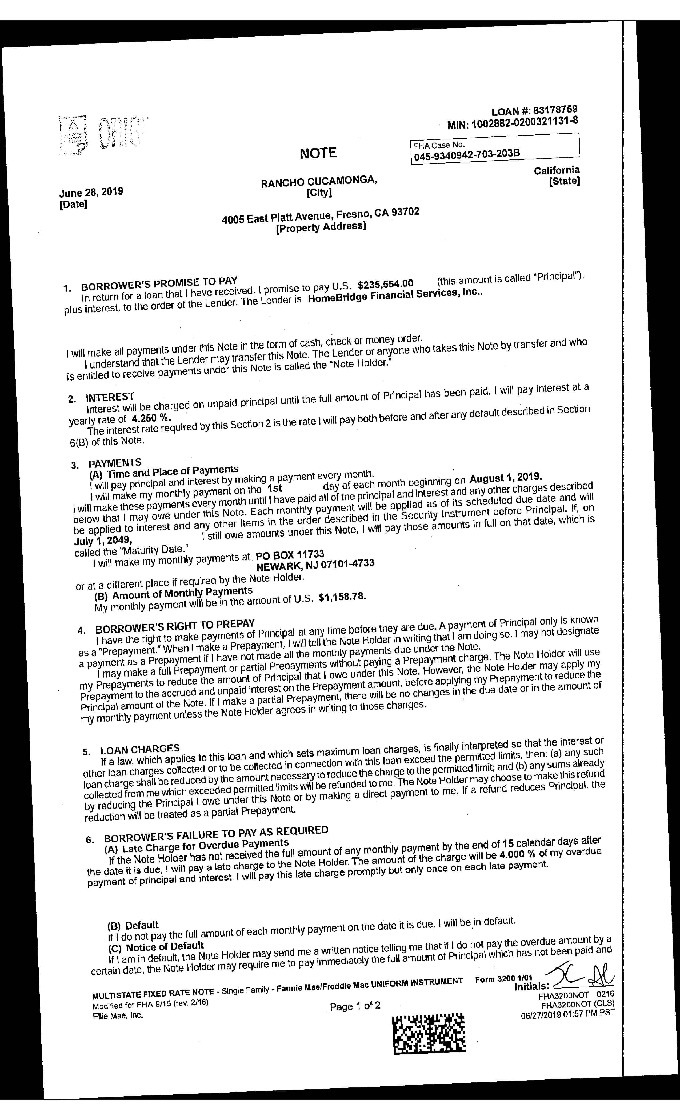 LOAN #: 83178769
MIN: 1002882-0200321131-8
NOTE
FHA Case No.
045-9340942-703-203B
June 28, 2019
[Date]
RANCHO CUCAMONGA,
[City]
California
[State]
4005 East Platt Avenue, Fresno, CA 93702
[Property Address]
1. BORROWER'S PROMISE TO PAY
In return for a loan that I have received, I promise to pay U.S. $235,554.00 (this amount is called "Principal"),
plus interest, to the order of the Lender. The Lender is HomeBridge Financial Services, Inc..
I will make all payments under this Note in the form of cash, check or money order.
I understand that the Lender may transfer this Note. The Lender or anyone who takes this Note by transfer and who
is entitled to receive payments under this Note is called the "Note Holder."
2. INTEREST
Interest will be charged on unpaid principal until the full amount of Principal has been paid. I will pay interest at a
yearly rate of 4.250 %.
The interest rate required by this Section 2 is the rate I will pay both before and after any default described in Section
6(B) of this Note.
3. PAYMENTS
(A) Time and Place of Payments
I will pay principal and interest by making a payment every month.
I will make my monthly payment on the 1st day of each month beginning on August 1, 2019.
I will make these payments every month until I have paid all of the principal and interest and any other charges described
below that I may owe under this Note. Each monthly payment will be applied as of its scheduled due date and will
be applied to interest and any other items in the order described in the Security Instrument before Principal. If, on
July 1, 2049, I still owe amounts under this Note, I will pay those amounts in full on that date, which is
called the "Maturity Date."
I will make my monthly payments at PO BOX 11733
NEWARK, NJ 07101-4733
or at a different place if required by the Note Holder.
(B) Amount of Monthly Payments
My monthly payment will be in the amount of U.S. $1,158.78.
4. BORROWER'S RIGHT TO PREPAY
I have the right to make payments of Principal at any time before they are due. A payment of Principal only is known
as a "Prepayment." When I make a Prepayment, I will tell the Note Holder in writing that I am doing so. I may not designate
a payment as a Prepayment if I have not made all the monthly payments due under the Note.
I may make a full Prepayment or partial Prepayments without paying a Prepayment charge. The Note Holder will use
my Prepayments to reduce the amount of Principal that I owe under this Note. However, the Note Holder may apply my
Prepayment to the accrued and unpaid interest on the Prepayment amount, before applying my Prepayment to reduce the
Principal amount of the Note. If I make a partial Prepayment, there will be no changes in the due date or in the amount of
my monthly payment unless the Note Holder agrees in writing to those changes.
5. LOAN CHARGES
If a law, which applies to this loan and which sets maximum loan charges, is finally interpreted so that the interest or
other loan charges collected or to be collected in connection with this loan exceed the permitted limits, then: (a) any such
loan charge shall be reduced by the amount necessary to reduce the charge to the permitted limit; and (b) any sums already
collected from me which exceeded permitted limits will be refunded to me. The Note Holder may choose to make this refund
by reducing the Principal I owe under this Note or by making a direct payment to me. If a refund reduces Principal, the
reduction will be treated as a partial Prepayment.
6. BORROWER'S FAILURE TO PAY AS REQUIRED
(A) Late Charge for Overdue Payments
If the Note Holder has not received the full amount of any monthly payment by the end of 15 calendar days after
the date it is due, I will pay a late charge to the Note Holder. The amount of the charge will be 4.000 % of my overdue
payment of principal and interest. I will pay this late charge promptly but only once on each late payment.
(B) Default
If I do not pay the full amount of each monthly payment on the date it is due, I will be in default.
(C) Notice of Default
If I am in default, the Note Holder may send me a written notice telling me that if I do not pay the overdue amount by a
certain date, the Note Holder may require me to pay immediately the full amount of Principal which has not been paid and
MULTISTATE FIXED RATE NOTE - Single Family - Fannie Mae/Freddie Mac UNIFORM INSTRUMENT Form 3200 1/01
Modified for FHA 9/15 (rev. 2/16)
Ellie Mae, Inc.
Page 1 of 2
Initials:
FHA3200NOT 0216
FHA3200NOT (CLS)
06/27/2019 01:57 PM PST